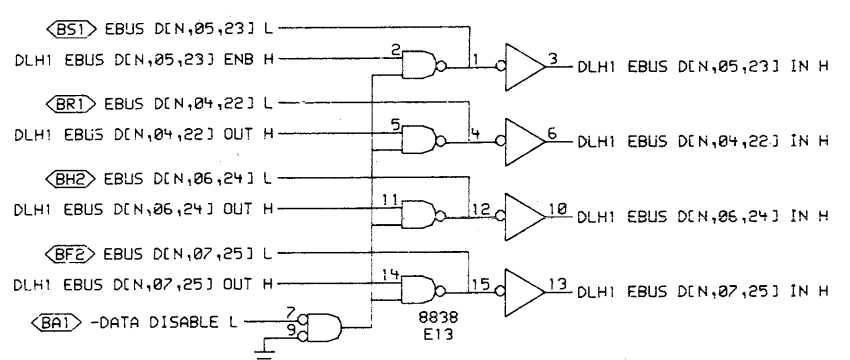 BS1 EBUS D[N,05,23] L
DLH1 EBUS D[N,05,23] ENB H
2
1
3
DLH1 EBUS D[N,05,23] IN H
BR1 EBUS D[N,04,22] L
DLH1 EBUS D[N,04,22] OUT H
5
4
6
DLH1 EBUS D[N,04,22] IN H
BH2 EBUS D[N,06,24] L
DLH1 EBUS D[N,06,24] OUT H
11
12
10
DLH1 EBUS D[N,06,24] IN H
BF2 EBUS D[N,07,25] L
DLH1 EBUS D[N,07,25] OUT H
14
15
13
DLH1 EBUS D[N,07,25] IN H
BA1 -DATA DISABLE L
7
9
8838
E13